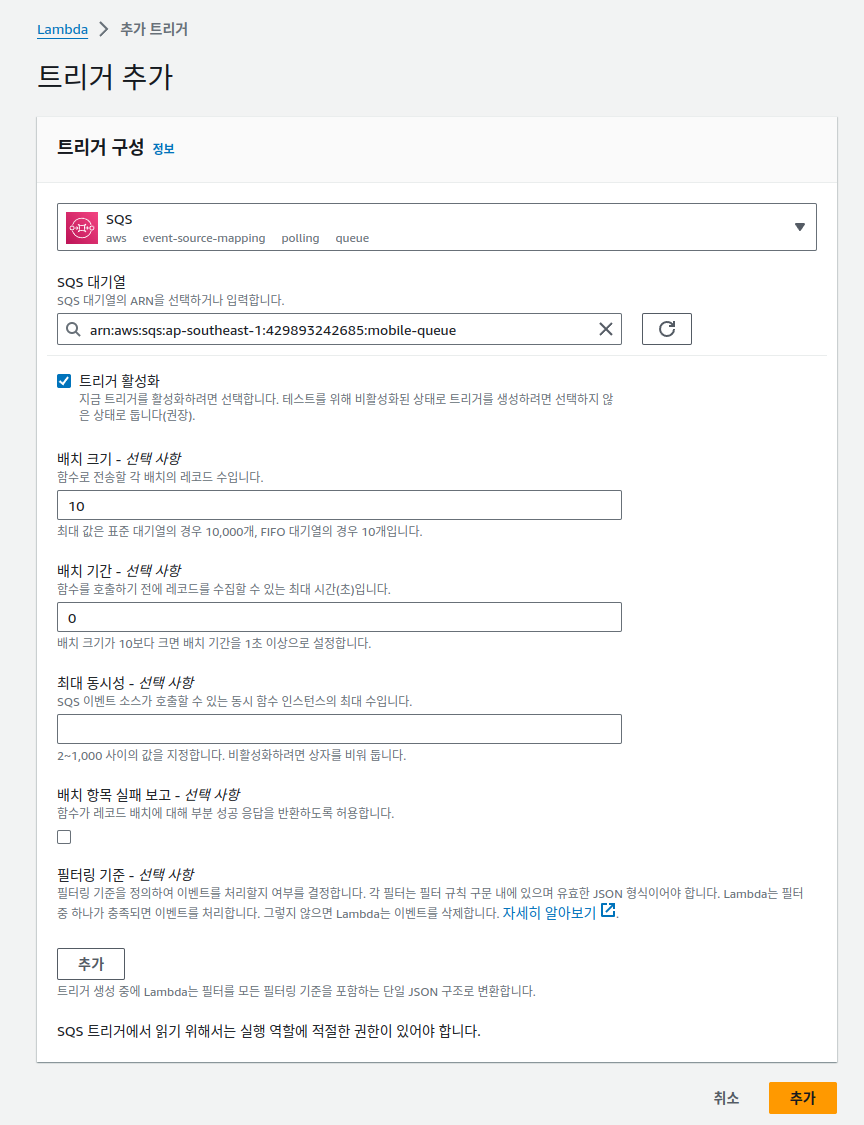 Lambda > 추가 트리거
트리거 추가
트리거 구성 정보
SQS
aws event-source-mapping polling queue
SQS 대기열
SQS 대기열의 ARN을 선택하거나 입력합니다.
arn:aws:sqs:ap-southeast-1:429893242685:mobile-queue
트리거 활성화
지금 트리거를 활성화하려면 선택합니다. 테스트를 위해 비활성화된 상태로 트리거를 생성하려면 선택하지 않
은 상태로 둡니다(권장).
배치 크기 - 선택 사항
함수로 전송할 각 배치의 레코드 수입니다.
10
최대 값은 표준 대기열의 경우 10,000개, FIFO 대기열의 경우 10개입니다.
배치 기간 - 선택 사항
함수를 호출하기 전에 레코드를 수집할 수 있는 최대 시간(초)입니다.
0
배치 크기가 10보다 크면 배치 기간을 1초 이상으로 설정합니다.
최대 동시성 - 선택 사항
SQS 이벤트 소스가 호출할 수 있는 동시 함수 인스턴스의 최대 수입니다.
2~1,000 사이의 값을 지정합니다. 비활성화하려면 상자를 비워 둡니다.
배치 항목 실패 보고 - 선택 사항
함수가 레코드 배치에 대해 부분 성공 응답을 반환하도록 허용합니다.
필터링 기준 - 선택 사항
필터링 기준을 정의하여 이벤트를 처리할지 여부를 결정합니다. 각 필터는 필터 규칙 구문 내에 있으며 유효한 JSON 형식이어야 합니다. Lambda는 필터
중 하나가 충족되면 이벤트를 처리합니다. 그렇지 않으면 Lambda는 이벤트를 삭제합니다. 자세히 알아보기.
추가
트리거 생성 중에 Lambda는 필터를 모든 필터링 기준을 포함하는 단일 JSON 구조로 변환합니다.
SQS 트리거에서 읽기 위해서는 실행 역할에 적절한 권한이 있어야 합니다.
취소 추가